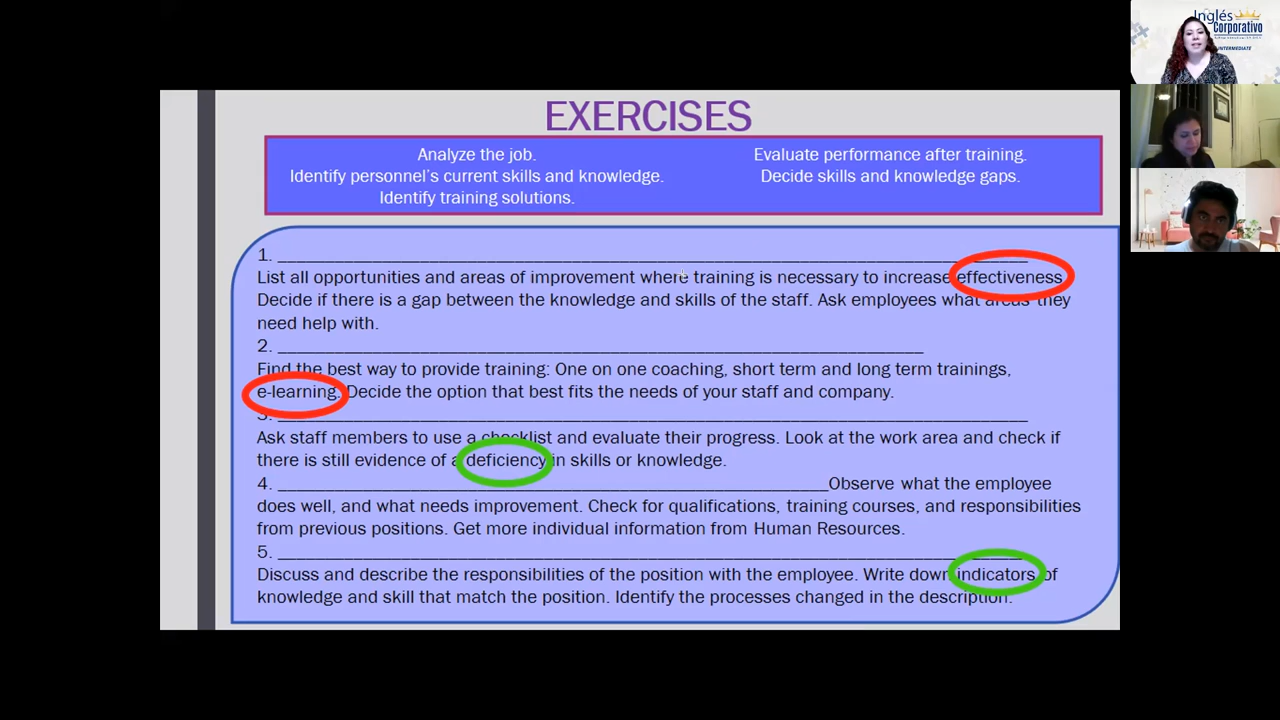 Inglés
Corporativo
INTERMEDIATE
EXERCISES
Analyze the job.
Identify personnel's current skills and knowledge.
Identify training solutions.
Evaluate performance after training.
Decide skills and knowledge gaps.
1.
List all opportunities and areas of improvement where training is necessary to increase effectiveness.
Decide if there is a gap between the knowledge and skills of the staff. Ask employees what areas they
need help with.
2.
Find the best way to provide training: One on one coaching, short term and long term trainings,
e-learning. Decide the option that best fits the needs of your staff and company.
3.
Ask staff members to use a checklist and evaluate their progress. Look at the work area and check if
there is still evidence of a deficiency in skills or knowledge.
4. Observe what the employee
does well, and what needs improvement. Check for qualifications, training courses, and responsibilities
from previous positions. Get more individual information from Human Resources.
5.
Discuss and describe the responsibilities of the position with the employee. Write down indicators of
knowledge and skill that match the position. Identify the processes changed in the description.